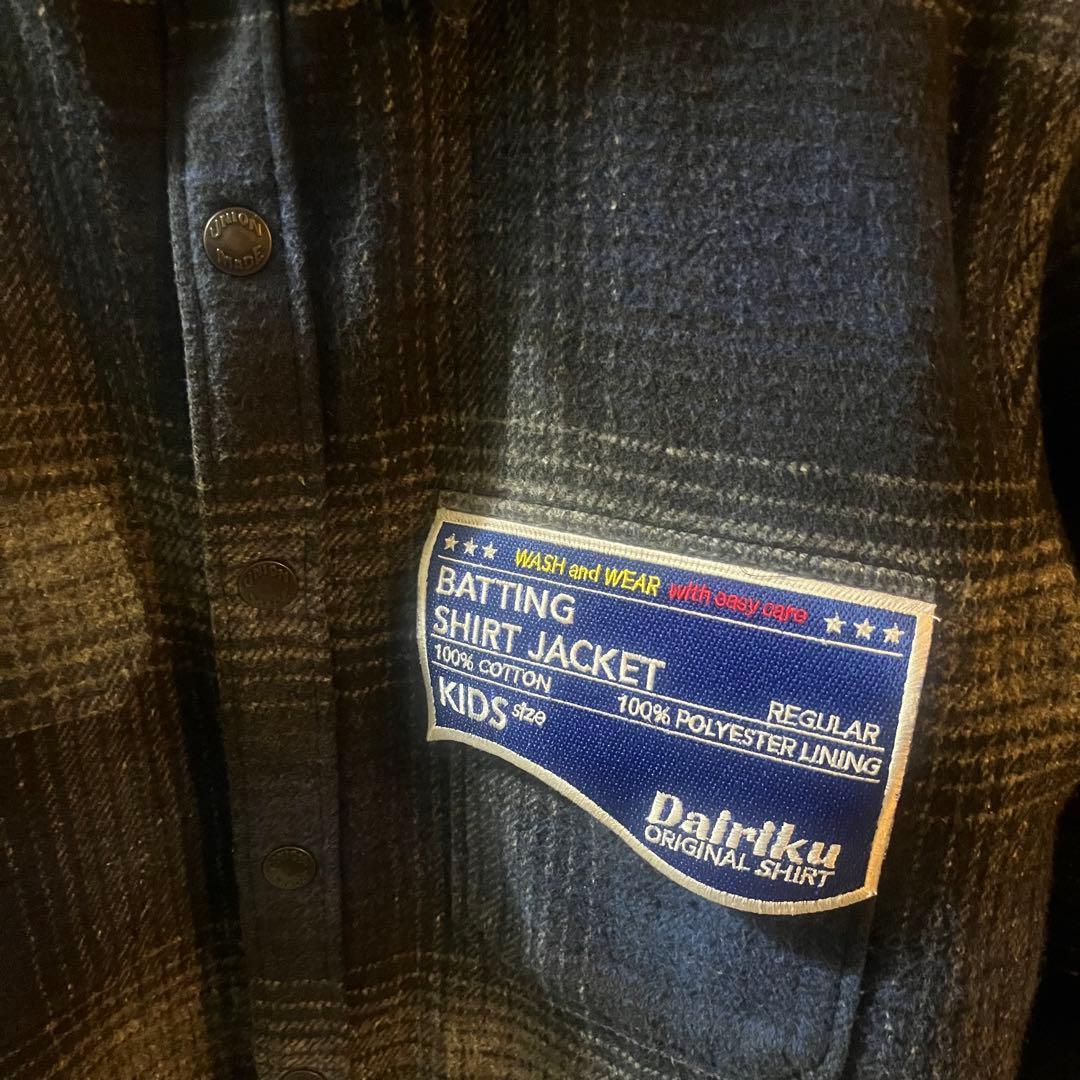 UNION
MADE
★★★ WASH and WEAR with easy care ★★★
BATTING
SHIRT JACKET
REGULAR
100% COTTON
100% POLYESTER LINING
KIDS size
Dairiku
ORIGINAL SHIRT